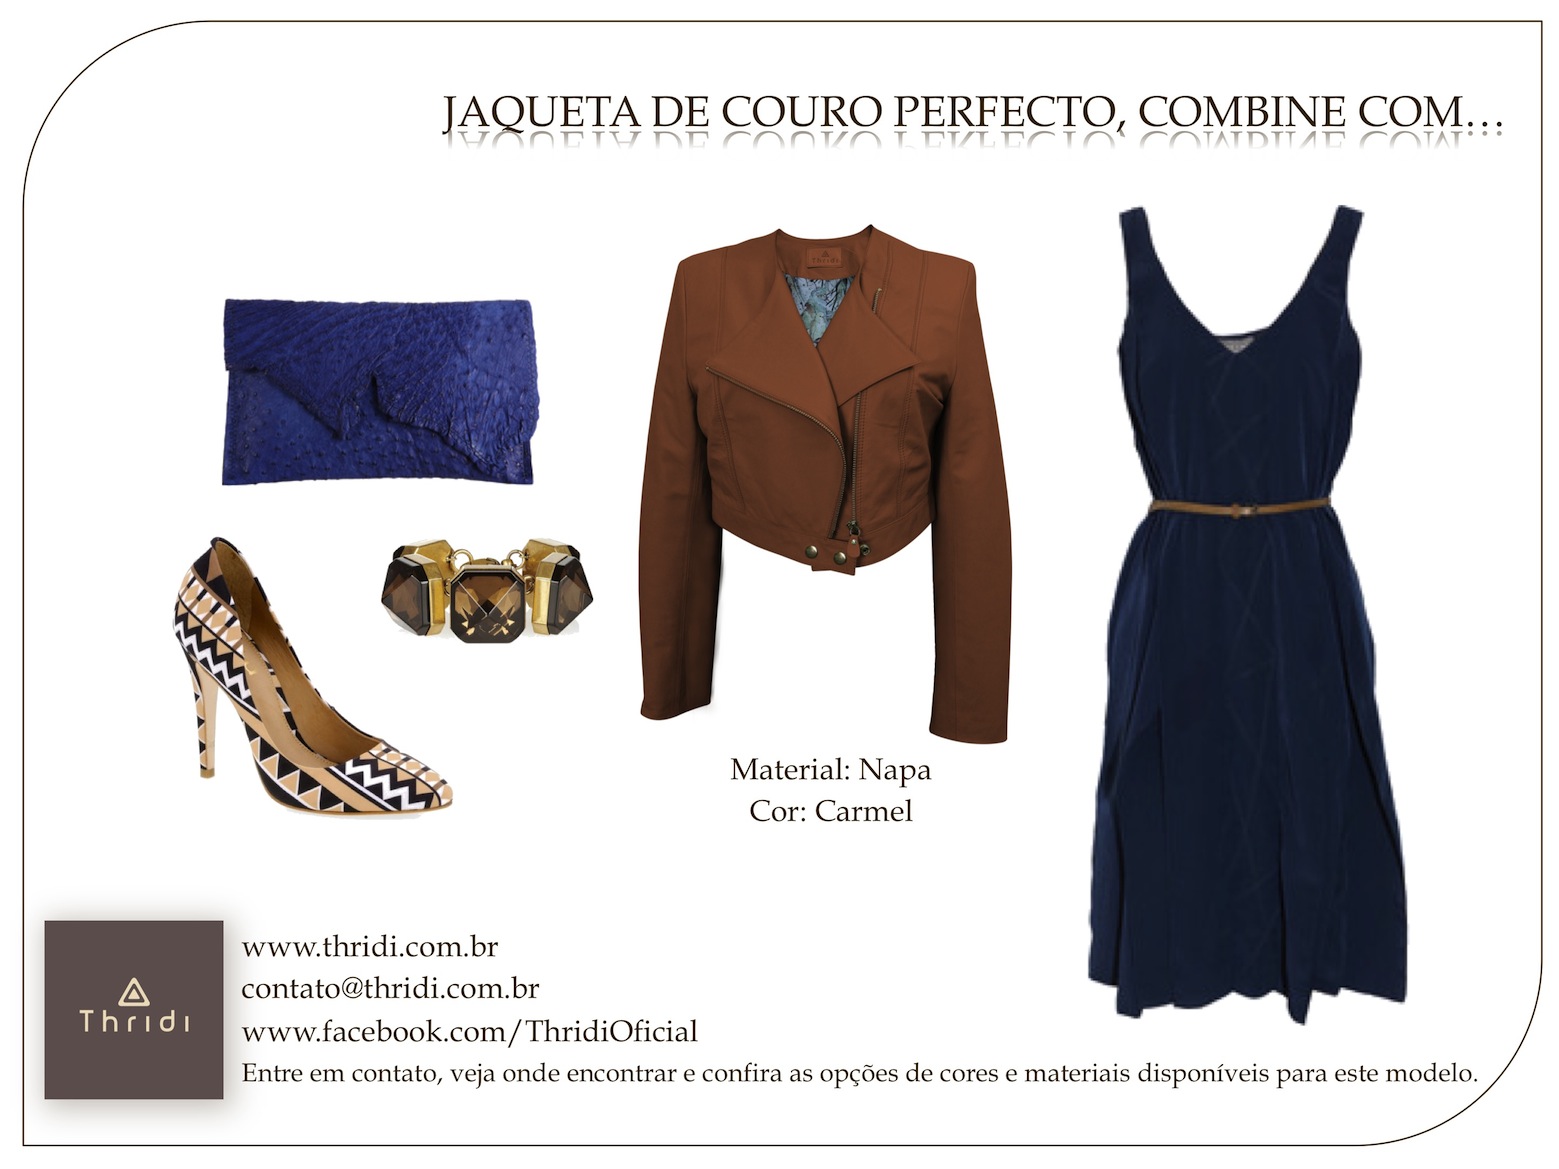 JAQUETA DE COURO PERFECTO, COMBINE COM...
Thridi
Material: Napa
Cor: Carmel
www.thridi.com.br
contato@thridi.com.br
www.facebook.com/ThridiOficial
Entre em contato, veja onde encontrar e confira as opções de cores e materiais disponíveis para este modelo.
Thridi